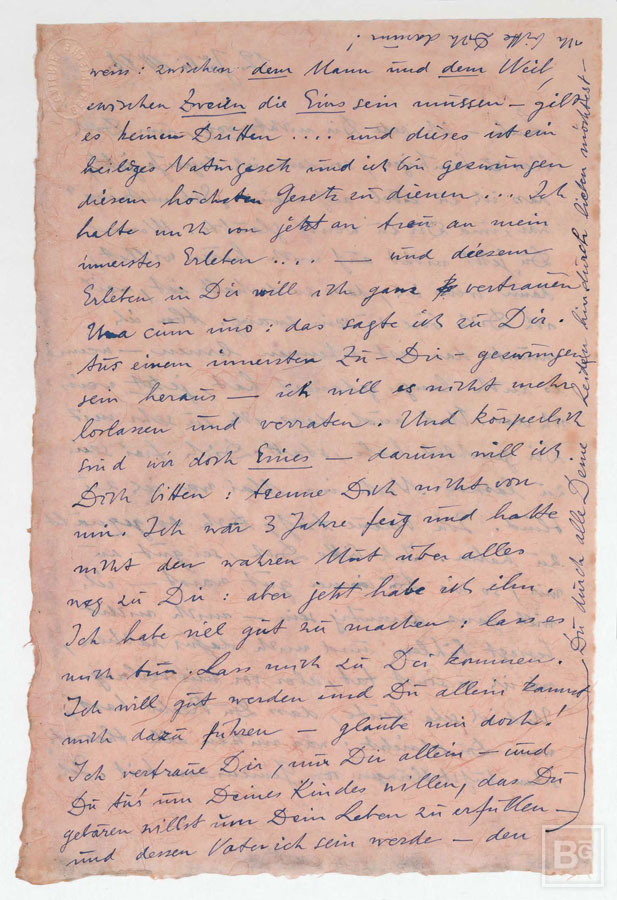 weiss: zwischen dem Mann und dem Weib,
zwischen Zweien die Eins sein müssen – gibt
es keinen Dritten .... und dieses ist ein
heiliges Naturgesetz und ich bin gezwungen
diesem höchsten Gesetz zu dienen ... Ich
halte mich von jetzt an treu an mein
innerstes Erleben .... — und diesem
Erleben in Dir will ich ganz vertrauen
Una cum uno: das sagte ich zu Dir.
Aus einem innersten Zu-Dir-gezwungen
sein heraus — ich will es nicht mehr
loslassen und verraten. Und körperlich
sind wir doch Eines — darum will ich
Dich bitten: trenne Dich nicht von
mir. Ich war 3 Jahre feig und hatte
nicht den wahren Mut über alles
weg zu Dir: aber jetzt habe ich ihn.
Ich habe viel gut zu machen: lass es
mich tun: Lass mich zu Dir kommen.
Ich will gut werden und Du allein kannst
mich dazu führen – glaube mir doch!
Ich vertraue Dir, nur Dir allein – und
Du tus' um Deines Kindes willen, das Du
gebären willst um Dein Leben zu erfüllen –
und dessen Vater ich sein werde – den
Du durch alle Deine Leiden hindurch lieben möchtest –
ich bitte Dich darum!
BG